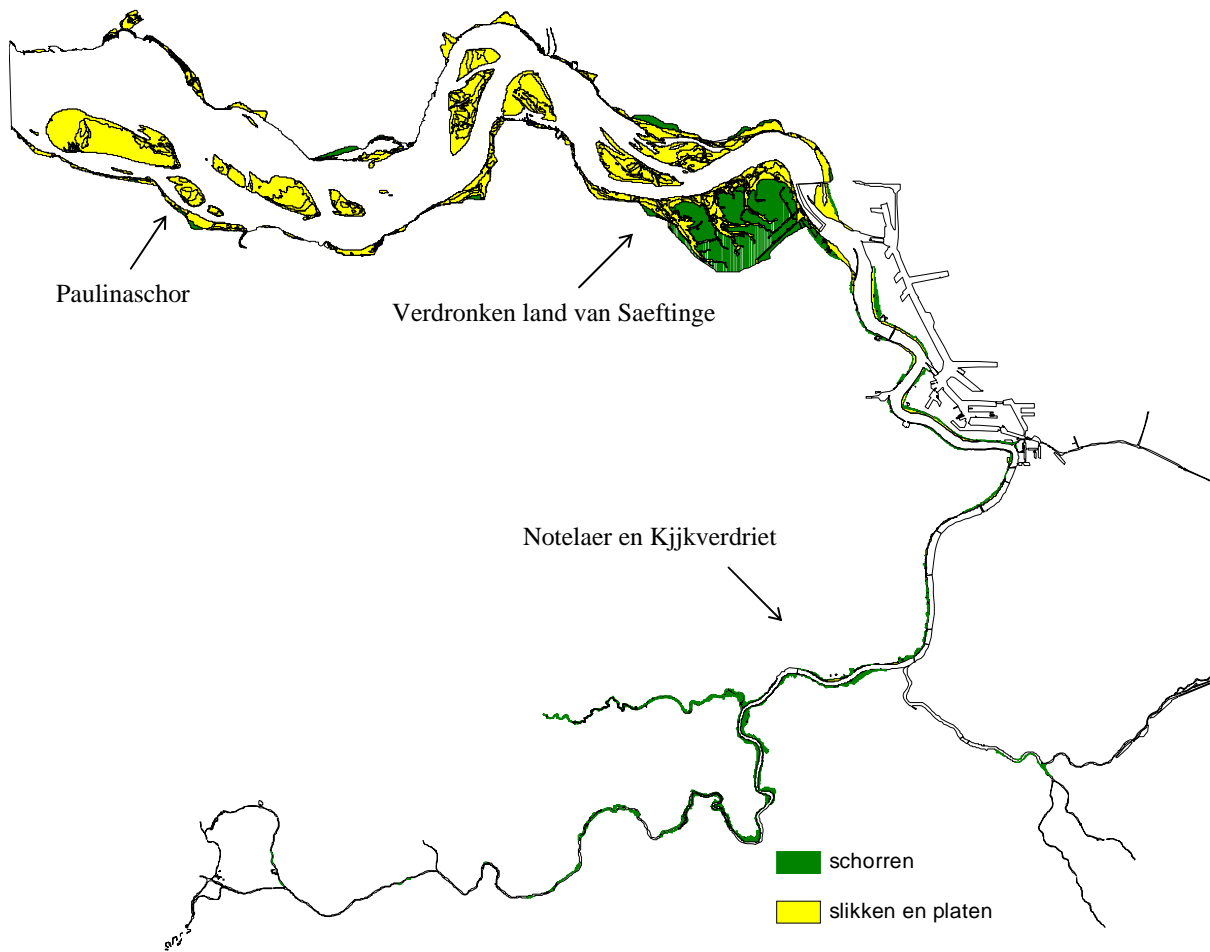 Paulinaschor
Verdronken land van Saeftinge
Notelaer en Kjjkverdriet
schorren
slikken en platen